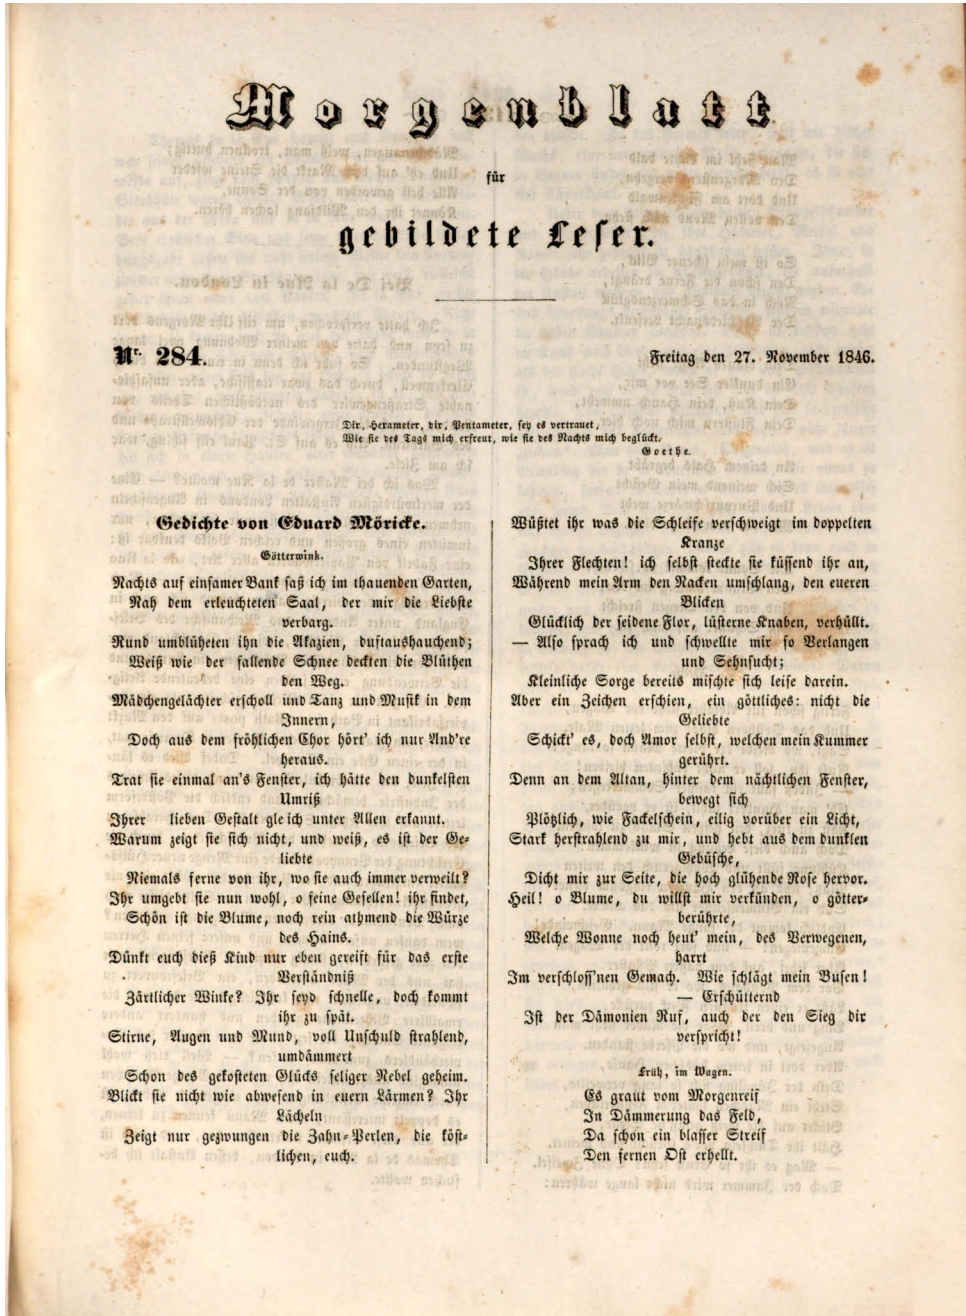 Morgenblatt
für
gebildete Leser.
Nr. 284.
Freitag den 27. November 1846.
Dir, Hexameter, dir, Pentameter, sey es vertrauet,
Wie sie des Tags mich erfreut, wie sie des Nachts mich beglückt.
Goethe.
Gedichte von Eduard Möricke.
Götterwink.
Nachts auf einsamer Bank saß ich im thauenden Garten,
Nah dem erleuchteten Saal, der mir die Liebste
verbarg.
Rund umblüheten ihn die Akazien, duftaushauchend;
Weiß wie der fallende Schnee deckten die Blüthen
den Weg.
Mädchengelächter erscholl und Tanz und Musik in dem
Innern,
Doch aus dem fröhlichen Chor hört' ich nur And're
heraus.
Trat sie einmal an's Fenster, ich hätte den dunkelsten
Umriß
Ihrer lieben Gestalt gleich unter Allen erkannt.
Warum zeigt sie sich nicht, und weiß, es ist der Ge-
liebte
Niemals ferne von ihr, wo sie auch immer verweilt?
Ihr umgebt sie nun wohl, o feine Gesellen! ihr findet,
Schön ist die Blume, noch rein athmend die Würze
des Hains.
Dünkt euch dieß Kind nur eben gereift für das erste
Verständniß
Zärtlicher Winke? Ihr seyd schnelle, doch kommt
ihr zu spät.
Stirne, Augen und Mund, voll Unschuld strahlend,
umdämmert
Schon des gekosteten Glücks seliger Nebel geheim.
Blickt sie nicht wie abwesend in euern Lärmen? Ihr
Lächeln
Zeigt nur gezwungen die Zahn-Perlen, die köst-
lichen, euch.
Wüßtet ihr was die Schleife verschweigt im doppelten
Kranze
Ihrer Flechten! ich selbst steckte sie küssend ihr an,
Während mein Arm den Nacken umschlang, den eueren
Blicken
Glücklich der seidene Flor, lüsterne Knaben, verhüllt.
— Also sprach ich und schwellte mir so Verlangen
und Sehnsucht;
Kleinliche Sorge bereits mischte sich leise darein.
Aber ein Zeichen erschien, ein göttliches: nicht die
Geliebte
Schickt' es, doch Amor selbst, welchen mein Kummer
gerührt.
Denn an dem Altan, hinter dem nächtlichen Fenster,
bewegt sich
Plötzlich, wie Fackelschein, eilig vorüber ein Licht,
Stark herstrahlend zu mir, und hebt aus dem dunklen
Gebüsche,
Dicht mir zur Seite, die hoch glühende Rose hervor.
Heil! o Blume, du willst mir verkünden, o götter-
berührte,
Welche Wonne noch heut' mein, des Verwegenen,
harrt
Im verschloss'nen Gemach. Wie schlägt mein Busen!
— Erschütternd
Ist der Dämonien Ruf, auch der den Sieg dir
verspricht!
Früh, im Wagen.
Es graut vom Morgenreif
In Dämmerung das Feld,
Da schon ein blasser Streif
Den fernen Ost erhellt.